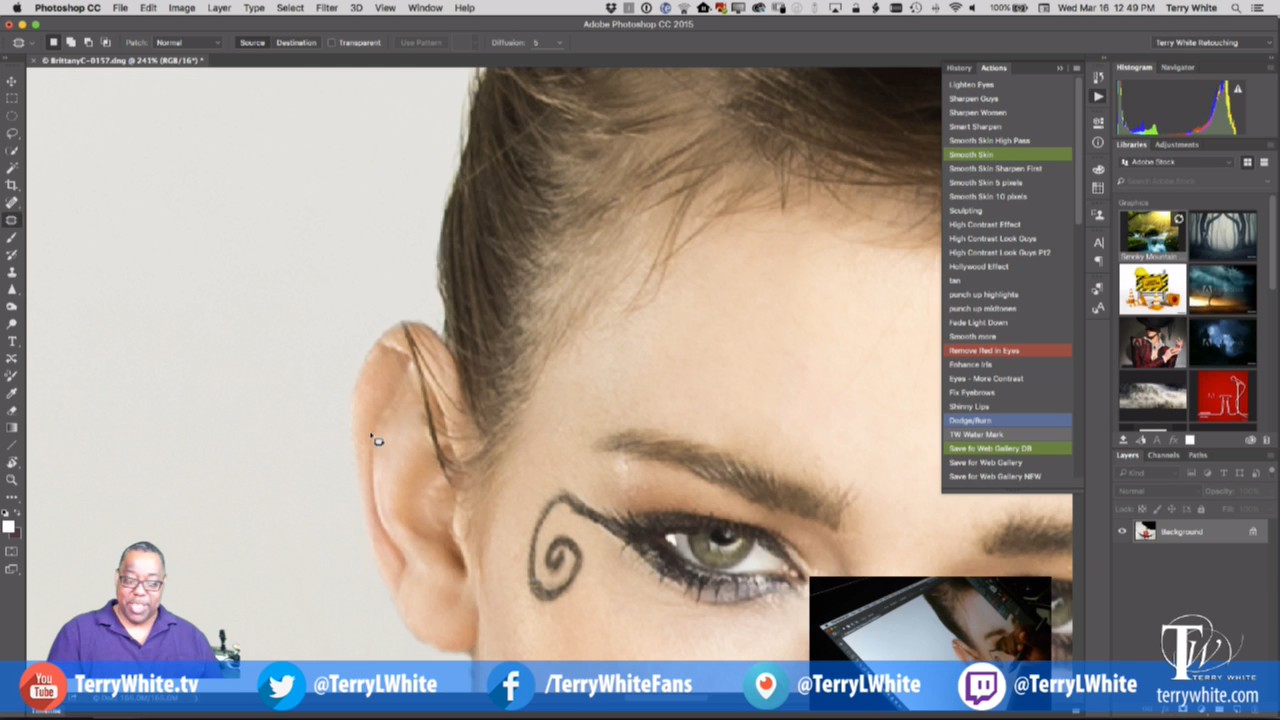 Photoshop CC File Edit Image Layer Type Select Filter 3D View Window Help 100% Wed Mar 16 12:49 PM Terry White
Adobe Photoshop CC 2015
Patch: Normal Source Destination Transparent Use Pattern Diffusion: 5 Terry White Retouching
© BrittanyC-0157.dng @ 241% (RGB/16*) *
History Actions
Lighten Eyes
Sharpen Guys
Sharpen Women
Smart Sharpen
Smooth Skin High Pass
Smooth Skin
Smooth Skin Sharpen First
Smooth Skin 5 pixels
Smooth Skin 10 pixels
Sculpting
High Contrast Effect
High Contrast Look Guys
High Contrast Look Guys Pt2
Hollywood Effect
tan
punch up highlights
punch up midtones
Fade Light Down
Smooth more
Remove Red in Eyes
Enhance Iris
Eyes - More Contrast
Fix Eyebrows
Shinny Lips
Dodge/Burn
TW Water Mark
Save fo Web Gallery DB
Save for Web Gallery
Save for Web Gallery NEW
Histogram Navigator
Libraries Adjustments
Adobe Stock
Search Adobe Stock
Graphics
Smoky Mountain
Layers Channels Paths
Kind
Normal Opacity: 100%
Lock: Fill: 100%
Background
TW
TERRY WHITE
terrywhite.com
You
Tube
TerryWhite.tv
@TerryLWhite
/TerryWhiteFans
@TerryLWhite
@TerryLWhite